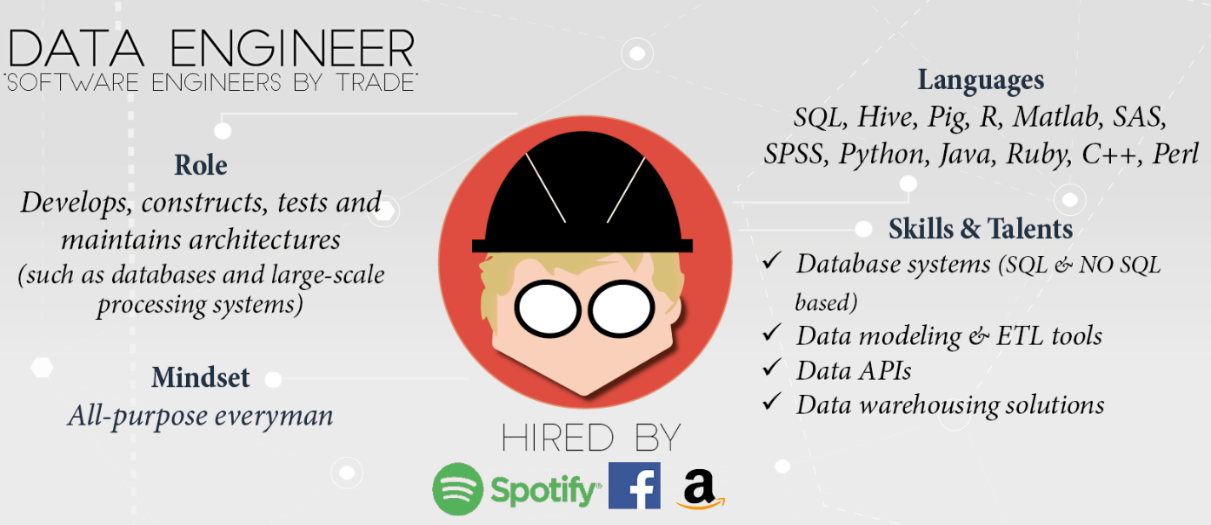 DATA ENGINEER
"SOFTWARE ENGINEERS BY TRADE"
Role
Develops, constructs, tests and
maintains architectures
(such as databases and large-scale
processing systems)
Mindset
All-purpose everyman
Languages
SQL, Hive, Pig, R, Matlab, SAS,
SPSS, Python, Java, Ruby, C++, Perl
Skills & Talents
✓ Database systems (SQL & NO SQL
based)
✓ Data modeling & ETL tools
✓ Data APIs
✓ Data warehousing solutions
HIRED BY
Spotify f a